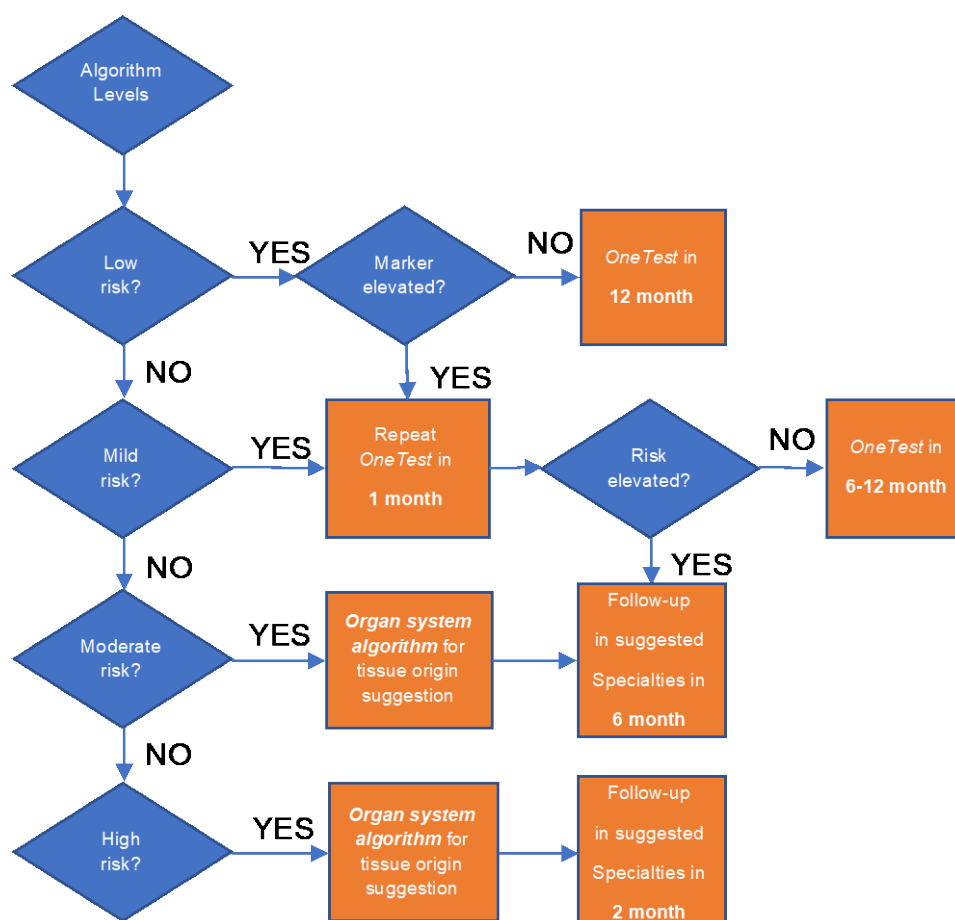 Algorithm
Levels
Low
risk?
YES
Marker
elevated?
NO
OneTest in
12 month
NO
YES
Mild
risk?
YES
Repeat
OneTest in
1 month
Risk
elevated?
NO
OneTest in
6-12 month
NO
YES
Moderate
risk?
YES
Organ system
algorithm for
tissue origin
suggestion
Follow-up
in suggested
Specialties in
6 month
NO
High
risk?
YES
Organ system
algorithm for
tissue origin
suggestion
Follow-up
in suggested
Specialties in
2 month